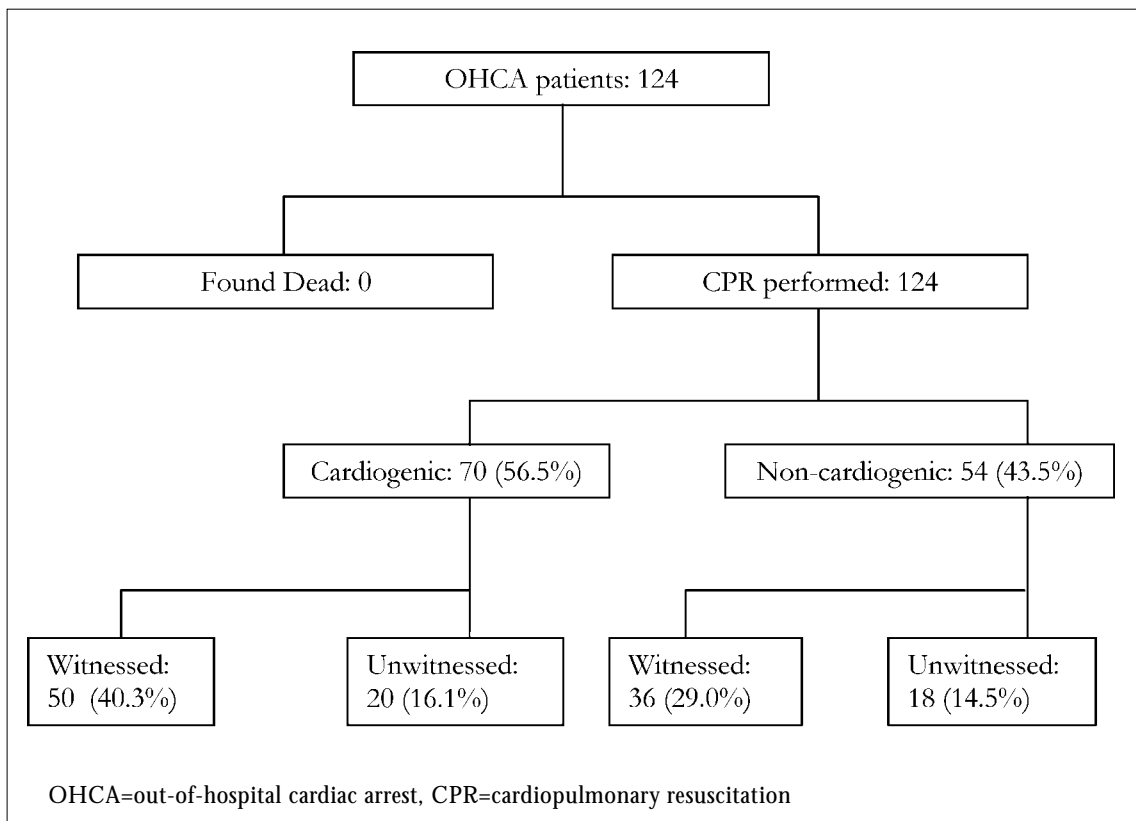 OHCA patients: 124
Found Dead: 0
CPR performed: 124
Cardiogenic: 70 (56.5%)
Non-cardiogenic: 54 (43.5%)
Witnessed:
50 (40.3%)
Unwitnessed:
20 (16.1%)
Witnessed:
36 (29.0%)
Unwitnessed:
18 (14.5%)
OHCA=out-of-hospital cardiac arrest, CPR=cardiopulmonary resuscitation